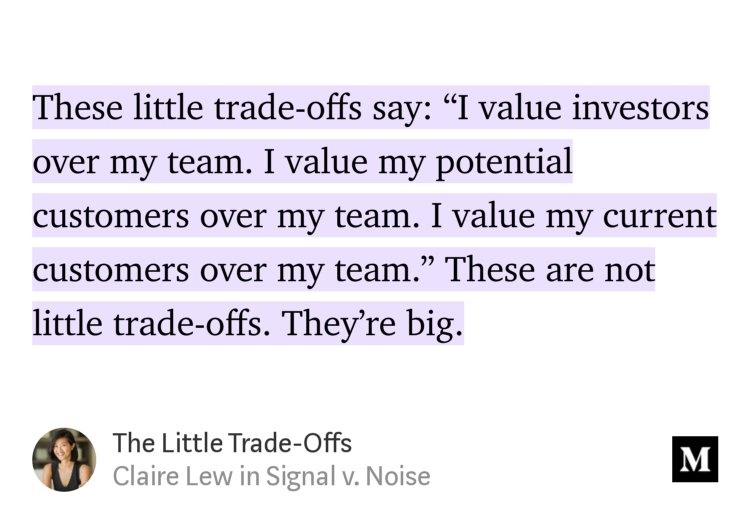 These little trade-offs say: “I value investors
over my team. I value my potential
customers over my team. I value my current
customers over my team.” These are not
little trade-offs. They’re big.
The Little Trade-Offs
Claire Lew in Signal v. Noise
M